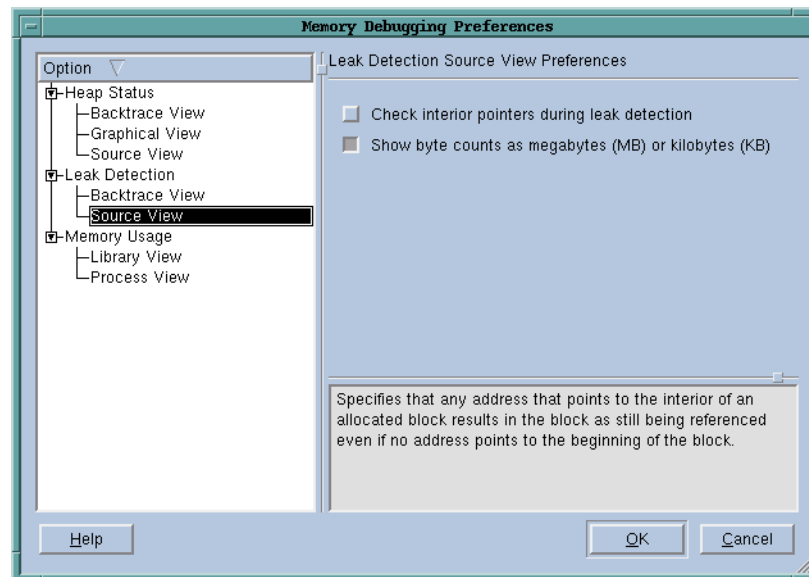 Memory Debugging Preferences
Option
Heap Status
Backtrace View
Graphical View
Source View
Leak Detection
Backtrace View
Source View
Memory Usage
Library View
Process View
Leak Detection Source View Preferences
Check interior pointers during leak detection
Show byte counts as megabytes (MB) or kilobytes (KB)
Specifies that any address that points to the interior of an
allocated block results in the block as still being referenced
even if no address points to the beginning of the block.
Help
OK
Cancel